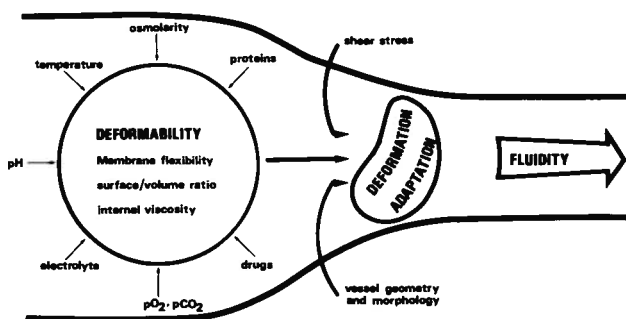 osmolarity
shear stress
temperature
proteins
DEFORMABILITY
Membrane flexibility
surface/volume ratio
internal viscosity
pH
DEFORMATION
ADAPTATION
FLUIDITY
electrolyte
drugs
pO₂・pCO₂
vessel geometry
and morphology